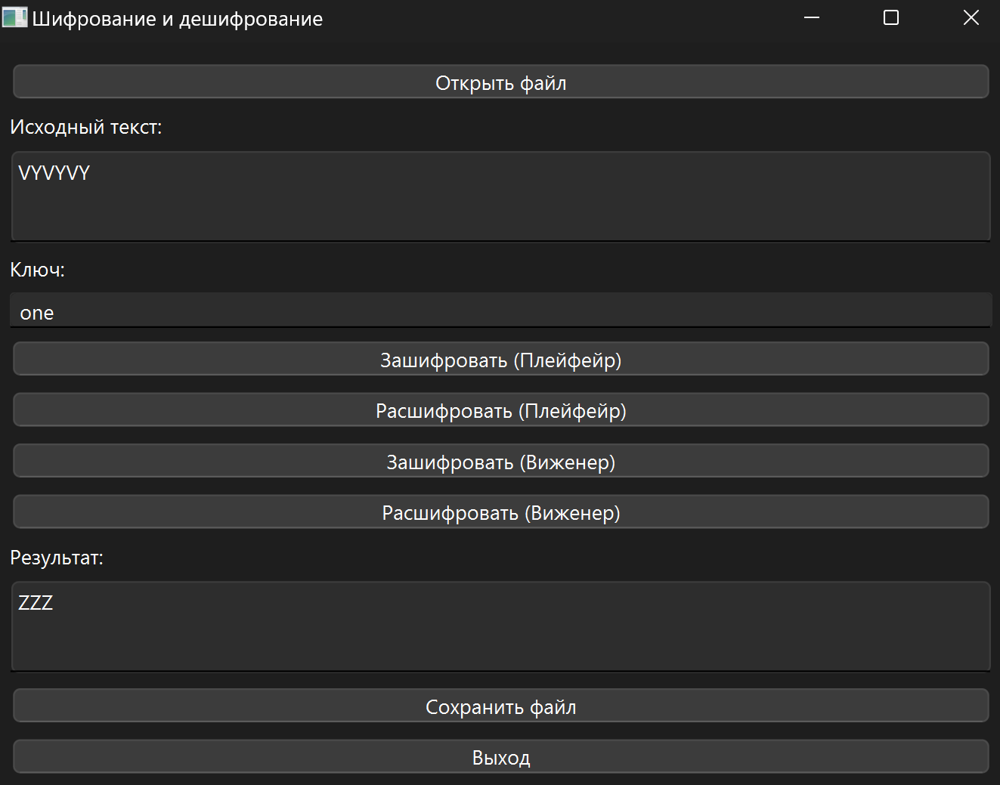 Шифрование и дешифрование
Открыть файл
Исходный текст:
VYVYVY
Ключ:
one
Зашифровать (Плейфейр)
Расшифровать (Плейфейр)
Зашифровать (Виженер)
Расшифровать (Виженер)
Результат:
ZZZ
Сохранить файл
Выход